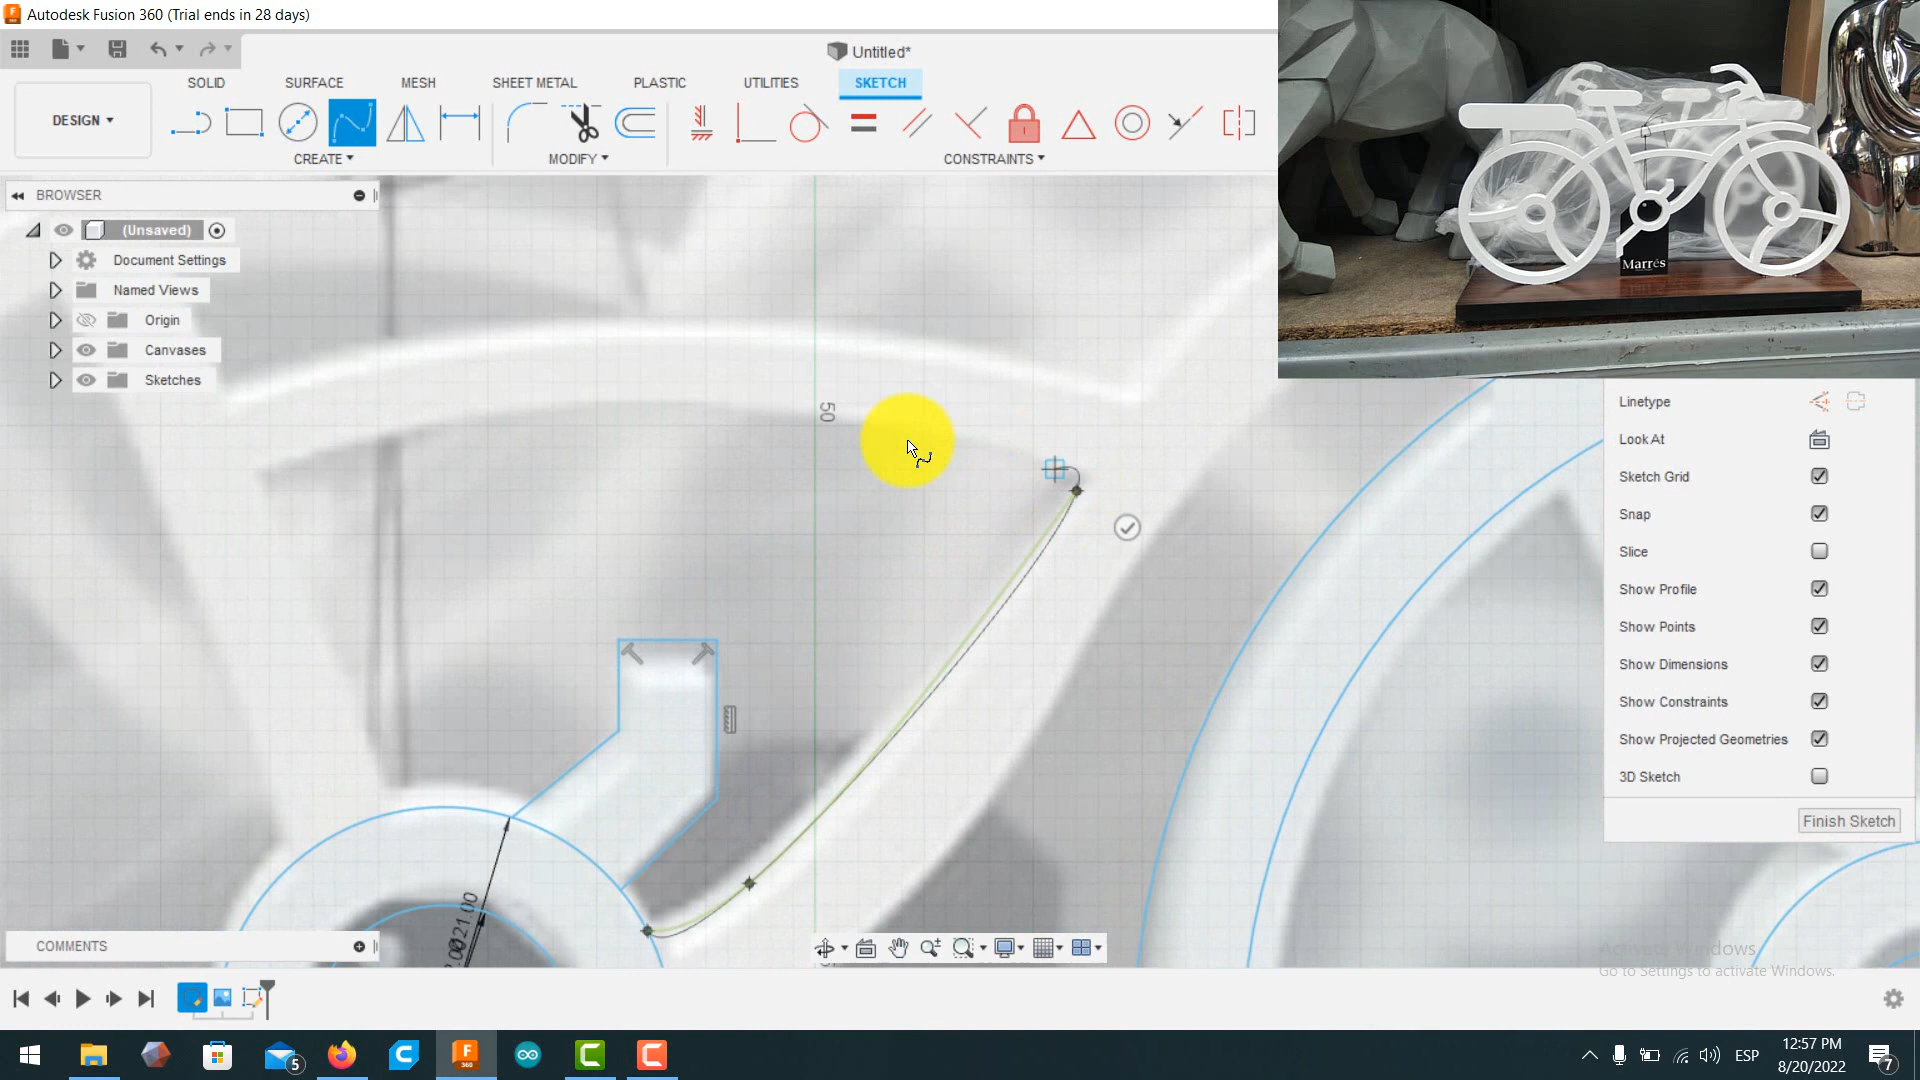 Autodesk Fusion 360 (Trial ends in 28 days)
Untitled*
SOLID SURFACE MESH SHEET METAL PLASTIC UTILITIES SKETCH
DESIGN
CREATE MODIFY CONSTRAINTS
BROWSER
(Unsaved)
Document Settings
Named Views
Origin
Canvases
Sketches
50
Marrés
Linetype
Look At
Sketch Grid
Snap
Slice
Show Profile
Show Points
Show Dimensions
Show Constraints
Show Projected Geometries
3D Sketch
Finish Sketch
21.00
COMMENTS
Activate Windows
Go to Settings to activate Windows.
5
F
360
ESP
12:57 PM
8/20/2022
7